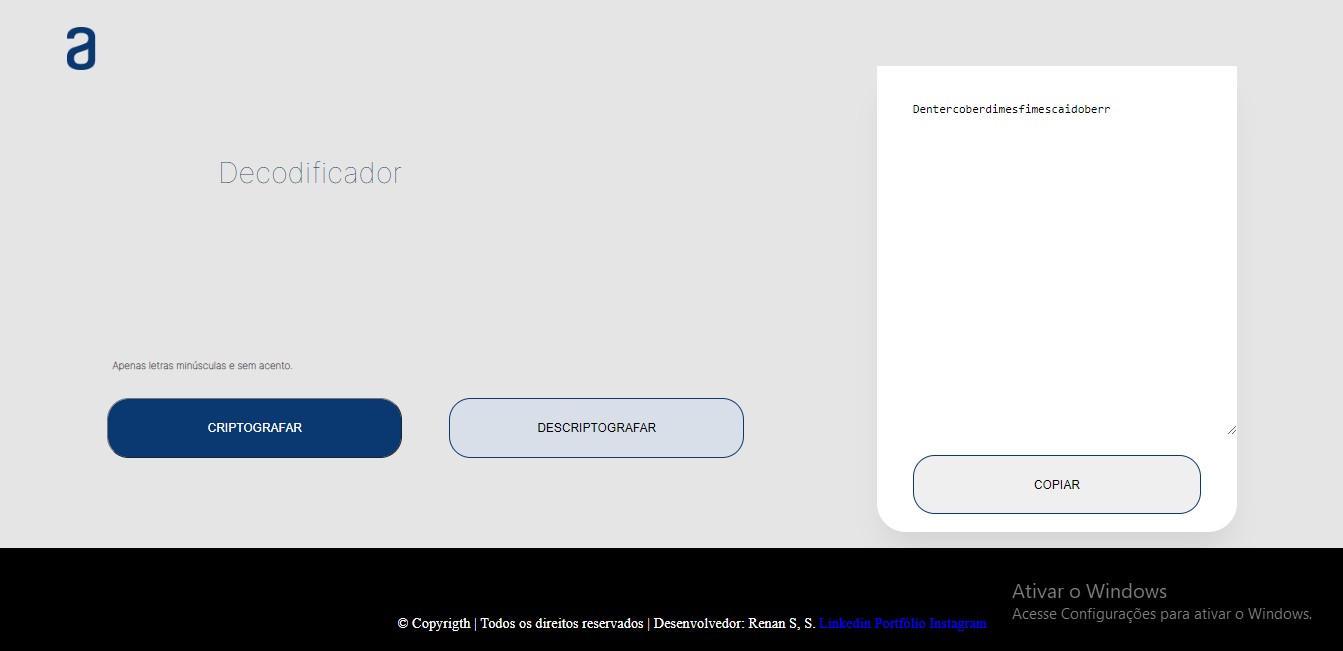 a
Decodificador
Apenas letras minúsculas e sem acento.
CRIPTOGRAFAR
DESCRIPTOGRAFAR
Dentercoberdimesfimescaidoberr
COPIAR
© Copyrigth | Todos os direitos reservados | Desenvolvedor: Renan S, S. Linkedin Portfólio Instagram
Ativar o Windows
Acesse Configurações para ativar o Windows.